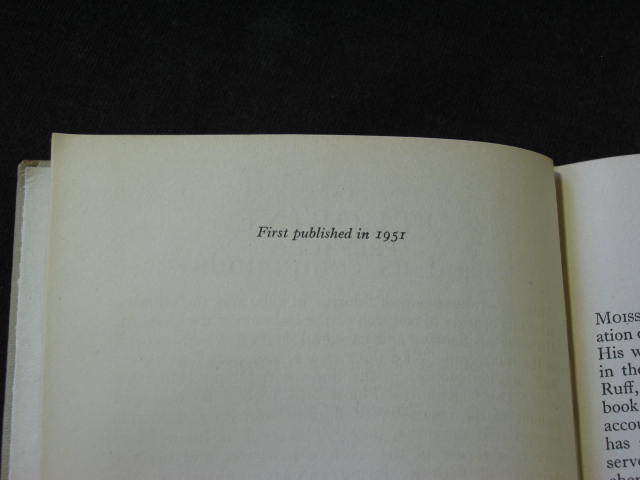 First published in 1951
MOISS
ation
His w
in the
Ruff,
book
accou
has
serve